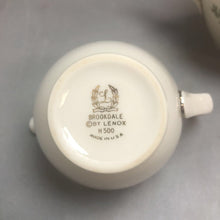 BROOKDALE
© BY LENOX
H 500
MADE IN U.S.A.